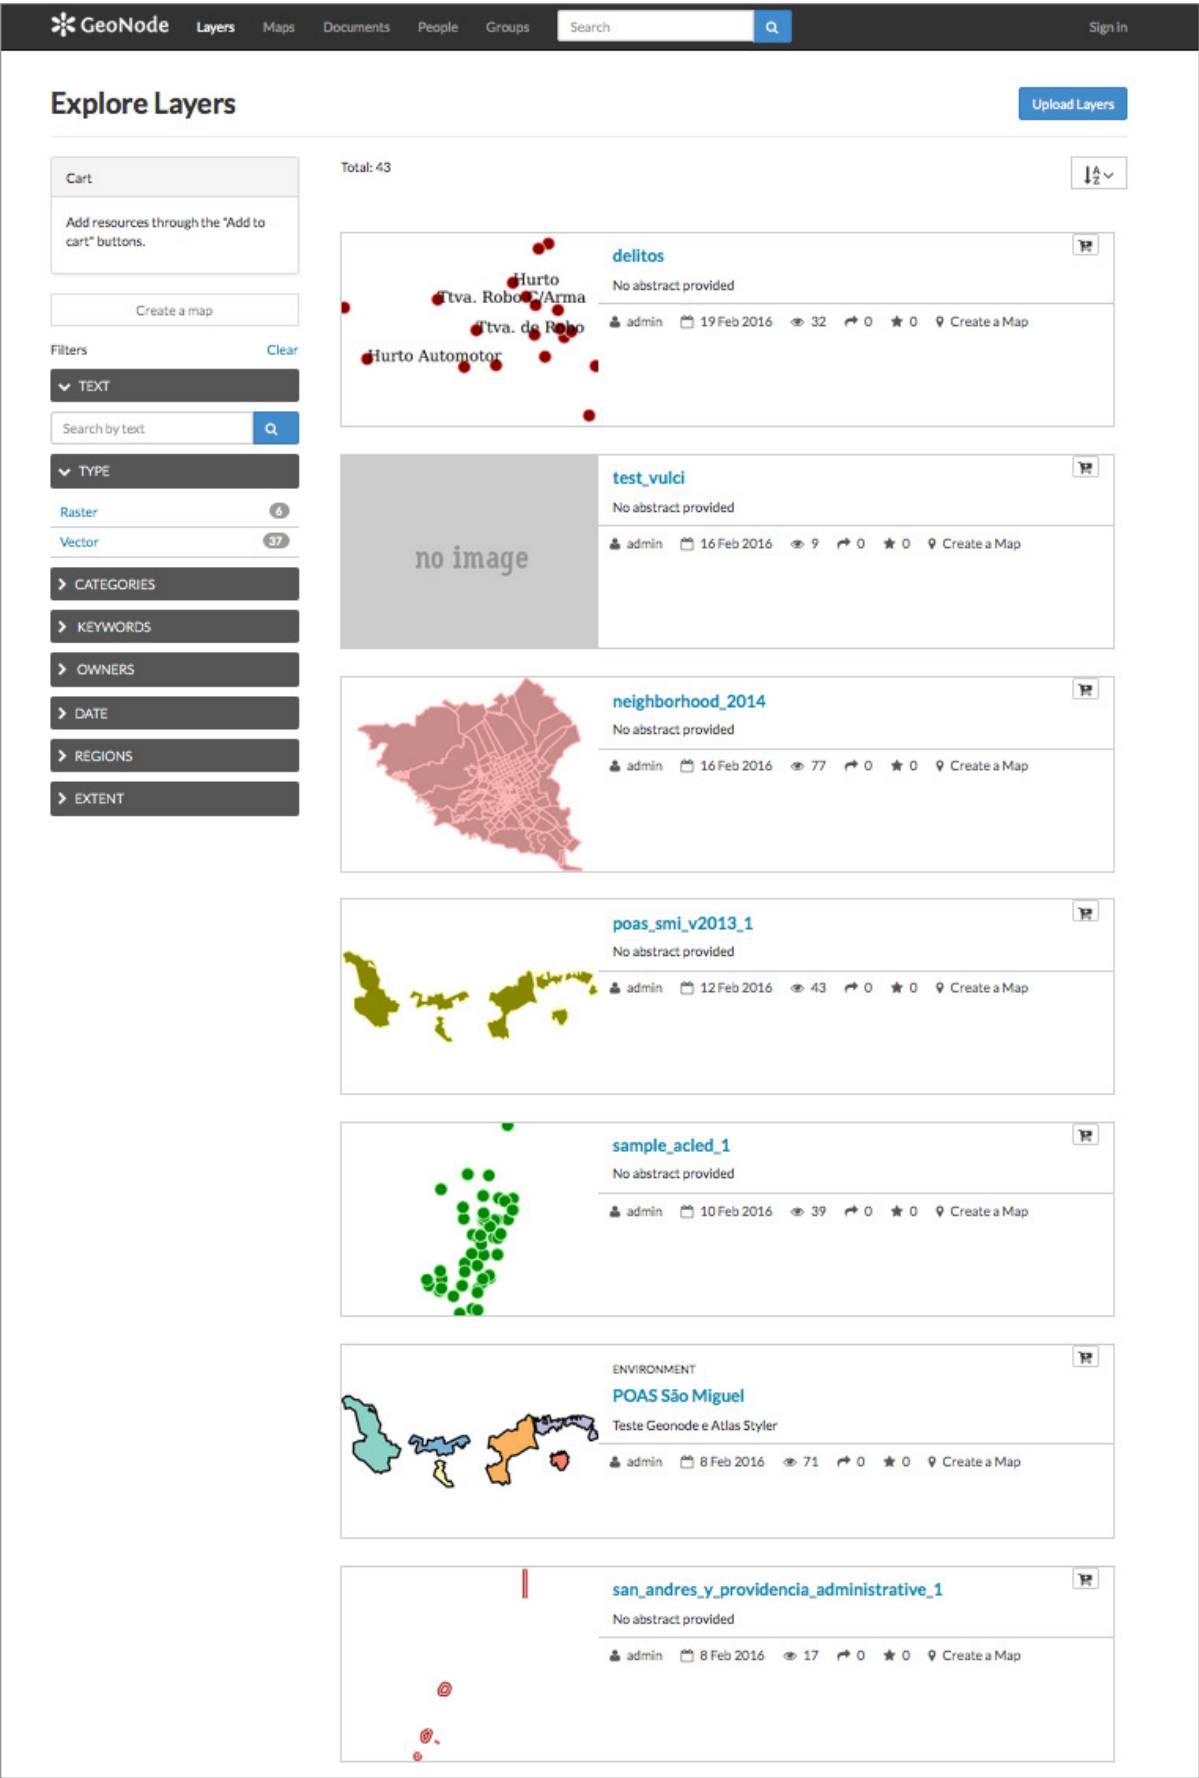 GeoNode Layers Maps Documents People Groups Search Sign in
Explore Layers
Upload Layers
Cart
Add resources through the "Add to
cart" buttons.
Create a map
Filters Clear
TEXT
Search by text
TYPE
Raster 6
Vector 37
CATEGORIES
KEYWORDS
OWNERS
DATE
REGIONS
EXTENT
Total: 43
Hurto
Ttva. Robo C/Arma
Ttva. de Robo
Hurto Automotor
delitos
No abstract provided
admin 19 Feb 2016 32 0 0 Create a Map
no image
test_vulci
No abstract provided
admin 16 Feb 2016 9 0 0 Create a Map
neighborhood_2014
No abstract provided
admin 16 Feb 2016 77 0 0 Create a Map
poas_smi_v2013_1
No abstract provided
admin 12 Feb 2016 43 0 0 Create a Map
sample_acled_1
No abstract provided
admin 10 Feb 2016 39 0 0 Create a Map
ENVIRONMENT
POAS São Miguel
Teste Geonode e Atlas Styler
admin 8 Feb 2016 71 0 0 Create a Map
san_andres_y_providencia_administrative_1
No abstract provided
admin 8 Feb 2016 17 0 0 Create a Map